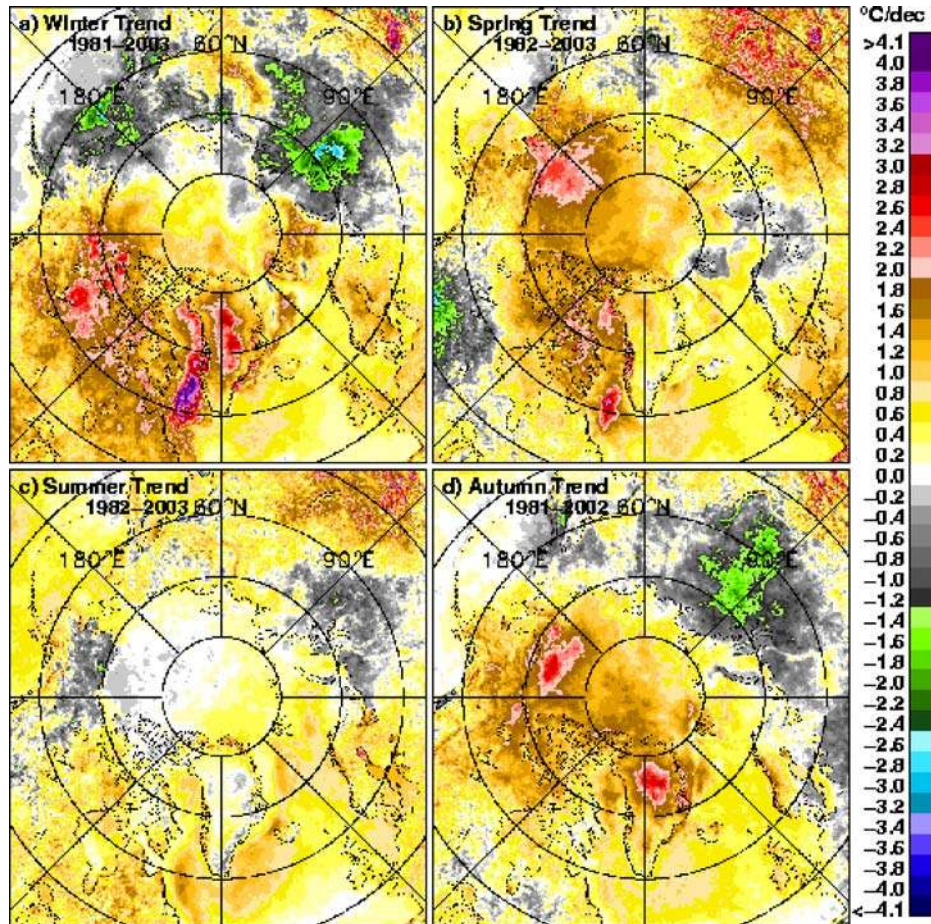 a) Winter Trend
1981–2003
60°N
180°E
90°E
b) Spring Trend
1982–2003
60°N
180°E
90°E
c) Summer Trend
1982–2003
60°N
180°E
90°E
d) Autumn Trend
1981–2002
60°N
180°E
90°E
°C/dec
>4.1
4.0
3.8
3.6
3.4
3.2
3.0
2.8
2.6
2.4
2.2
2.0
1.8
1.6
1.4
1.2
1.0
0.8
0.6
0.4
0.2
0.0
−0.2
−0.4
−0.6
−0.8
−1.0
−1.2
−1.4
−1.6
−1.8
−2.0
−2.2
−2.4
−2.6
−2.8
−3.0
−3.2
−3.4
−3.6
−3.8
−4.0
<−4.1